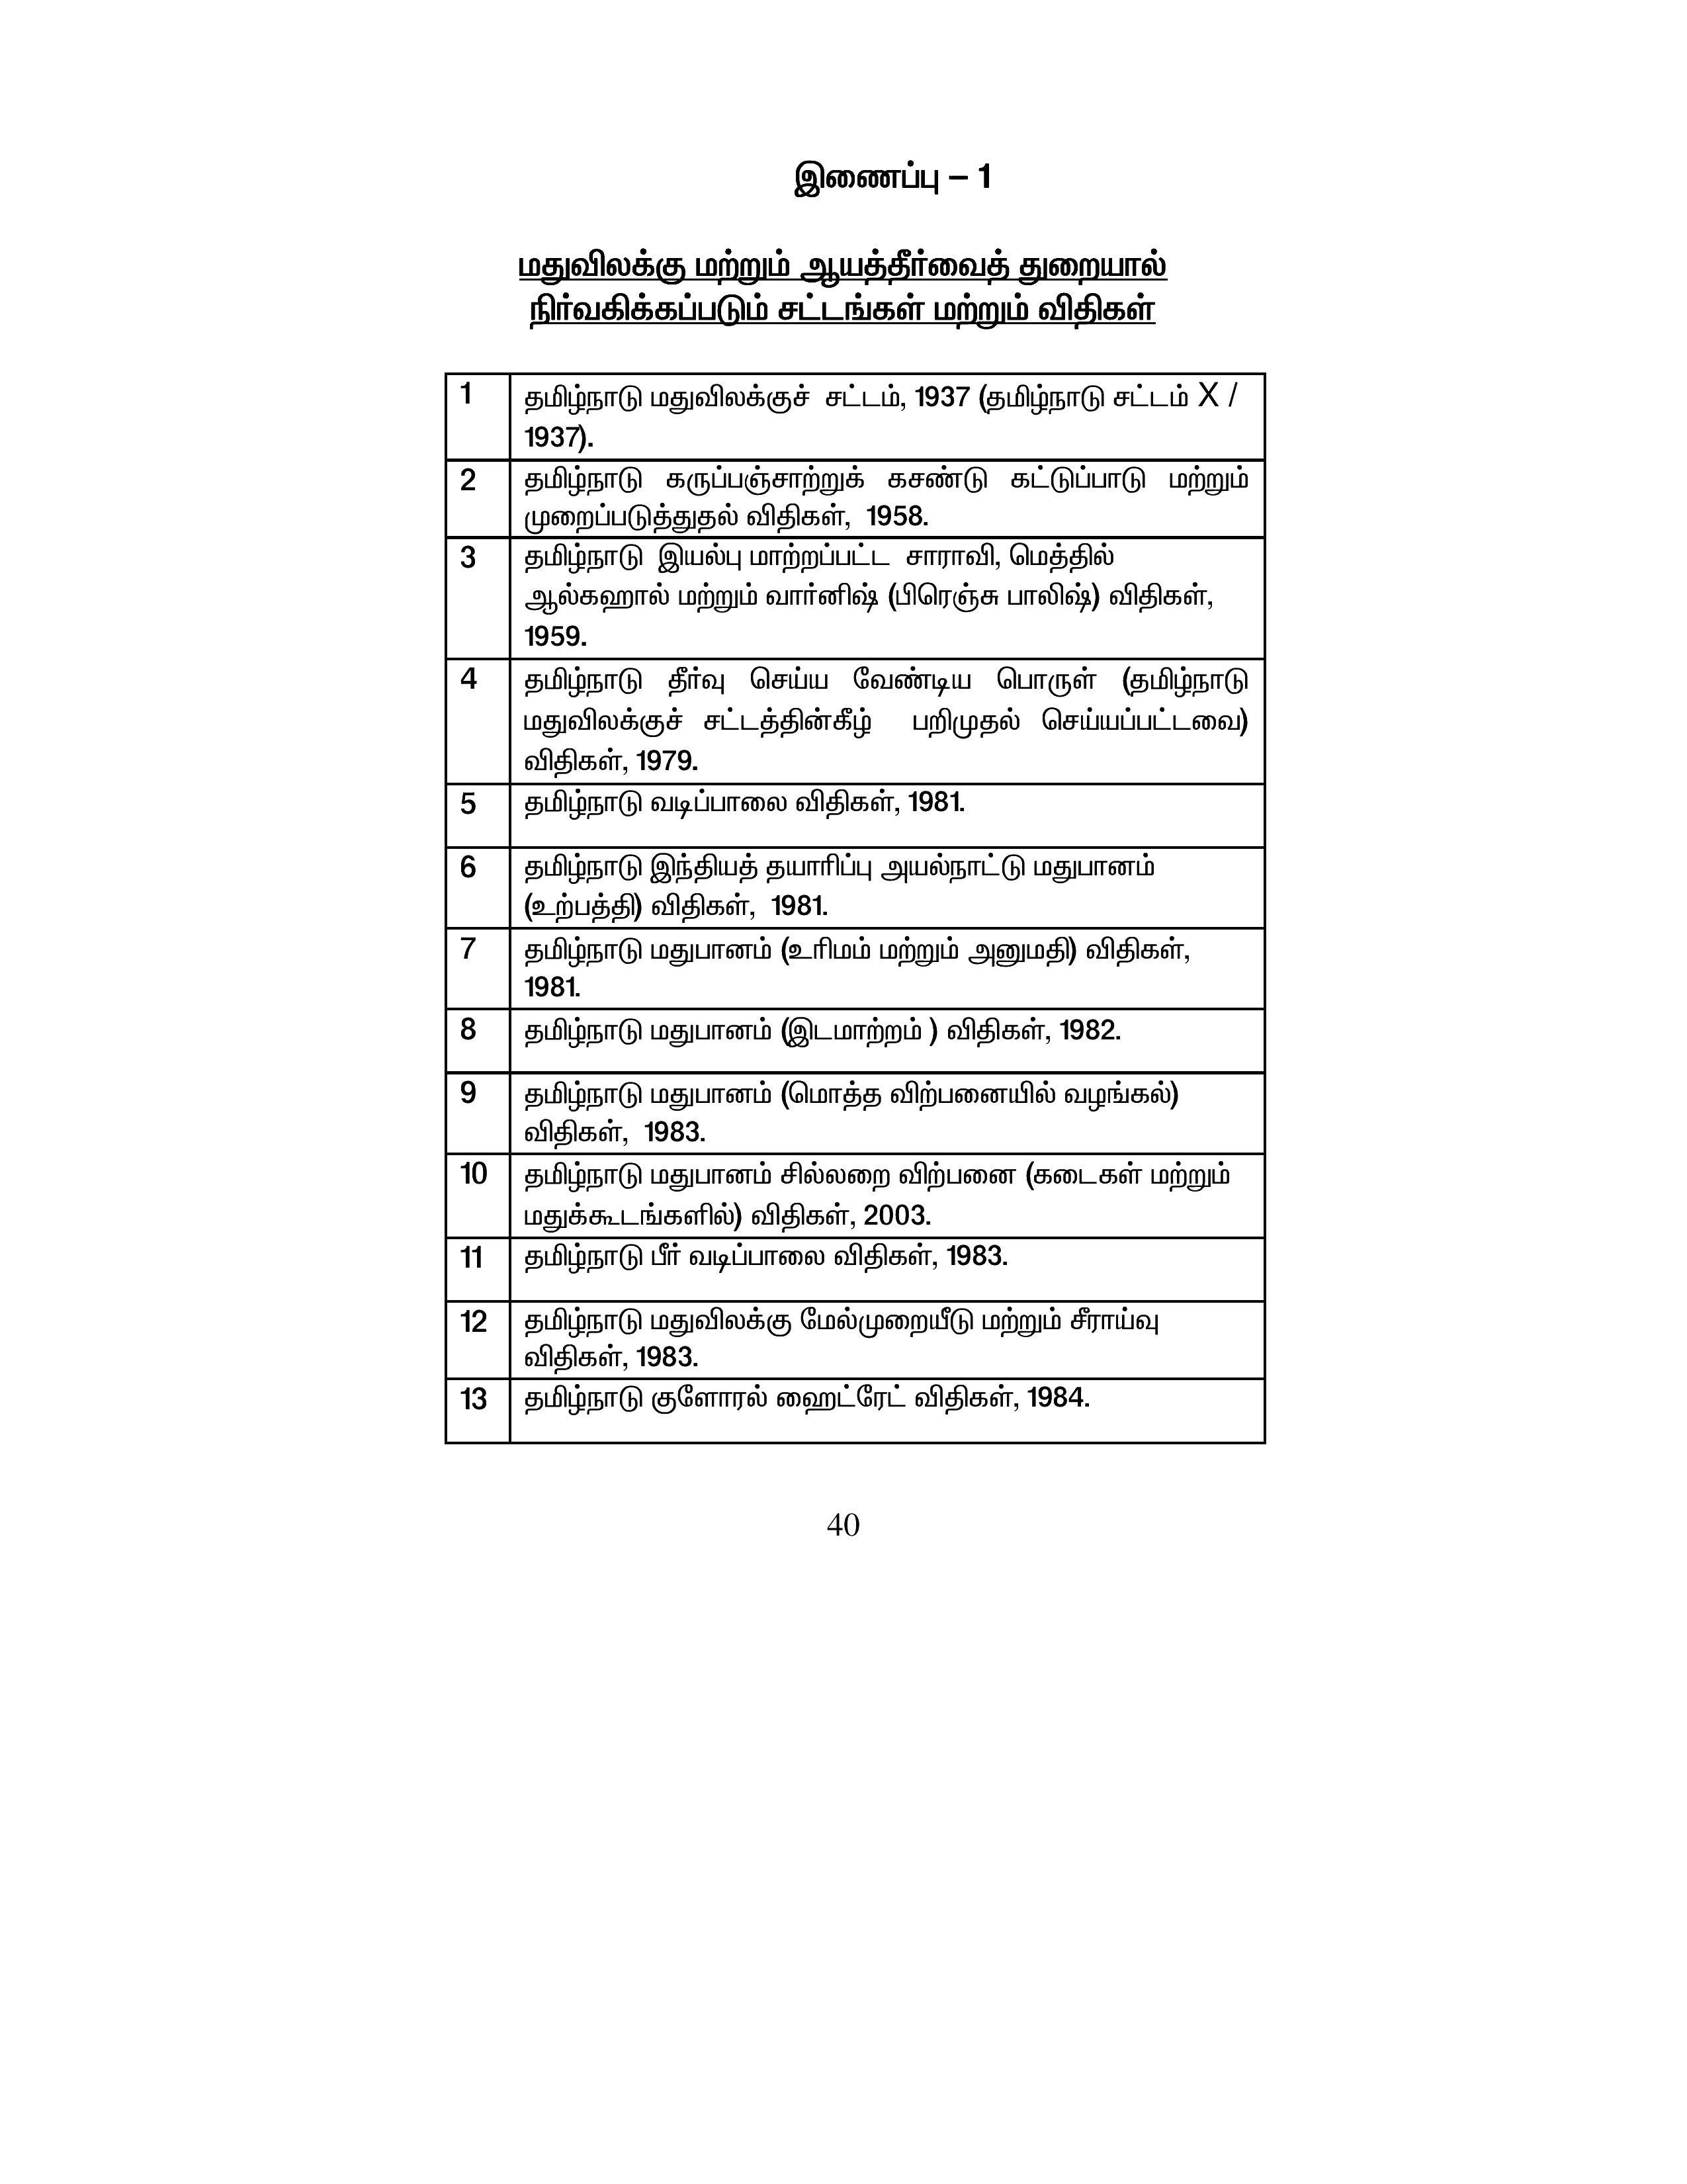 இணைப்பு – 1
மதுவிலக்கு மற்றும் ஆயத்தீர்வைத் துறையால்
நிர்வகிக்கப்படும் சட்டங்கள் மற்றும் விதிகள்
1 தமிழ்நாடு மதுவிலக்குச் சட்டம், 1937 (தமிழ்நாடு சட்டம் X /
1937).
2 தமிழ்நாடு கருப்பஞ்சாற்றுக் கசண்டு கட்டுப்பாடு மற்றும்
முறைப்படுத்துதல் விதிகள், 1958.
3 தமிழ்நாடு இயல்பு மாற்றப்பட்ட சாராவி, மெத்தில்
ஆல்கஹால் மற்றும் வார்னிஷ் (பிரெஞ்சு பாலிஷ்) விதிகள்,
1959.
4 தமிழ்நாடு தீர்வு செய்ய வேண்டிய பொருள் (தமிழ்நாடு
மதுவிலக்குச் சட்டத்தின்கீழ் பறிமுதல் செய்யப்பட்டவை)
விதிகள், 1979.
5 தமிழ்நாடு வடிப்பாலை விதிகள், 1981.
6 தமிழ்நாடு இந்தியத் தயாரிப்பு அயல்நாட்டு மதுபானம்
(உற்பத்தி) விதிகள், 1981.
7 தமிழ்நாடு மதுபானம் (உரிமம் மற்றும் அனுமதி) விதிகள்,
1981.
8 தமிழ்நாடு மதுபானம் (இடமாற்றம் ) விதிகள், 1982.
9 தமிழ்நாடு மதுபானம் (மொத்த விற்பனையில் வழங்கல்)
விதிகள், 1983.
10 தமிழ்நாடு மதுபானம் சில்லறை விற்பனை (கடைகள் மற்றும்
மதுக்கூடங்களில்) விதிகள், 2003.
11 தமிழ்நாடு பீர் வடிப்பாலை விதிகள், 1983.
12 தமிழ்நாடு மதுவிலக்கு மேல்முறையீடு மற்றும் சீராய்வு
விதிகள், 1983.
13 தமிழ்நாடு குளோரல் ஹைட்ரேட் விதிகள், 1984.
40